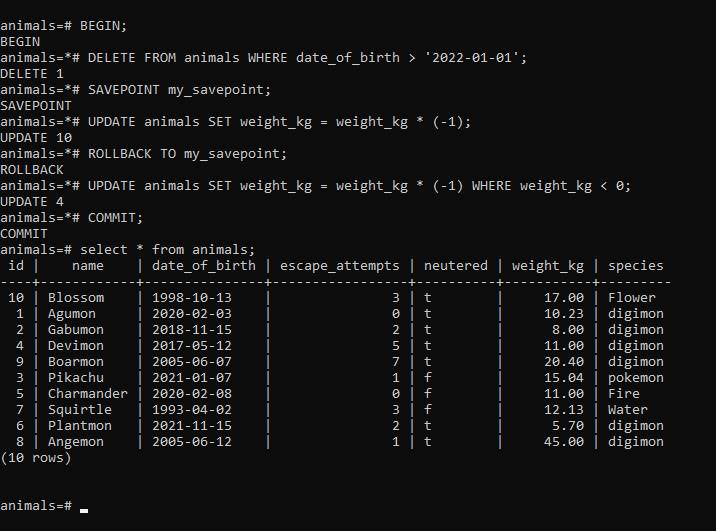 animals=# BEGIN;
BEGIN
animals=*# DELETE FROM animals WHERE date_of_birth > '2022-01-01';
DELETE 1
animals=*# SAVEPOINT my_savepoint;
SAVEPOINT
animals=*# UPDATE animals SET weight_kg = weight_kg * (-1);
UPDATE 10
animals=*# ROLLBACK TO my_savepoint;
ROLLBACK
animals=*# UPDATE animals SET weight_kg = weight_kg * (-1) WHERE weight_kg < 0;
UPDATE 4
animals=*# COMMIT;
COMMIT
animals=# select * from animals;
 id |    name    | date_of_birth | escape_attempts | neutered | weight_kg | species
----+------------+---------------+-----------------+----------+-----------+---------
 10 | Blossom    | 1998-10-13    |               3 | t        |     17.00 | Flower
  1 | Agumon     | 2020-02-03    |               0 | t        |     10.23 | digimon
  2 | Gabumon    | 2018-11-15    |               2 | t        |      8.00 | digimon
  4 | Devimon    | 2017-05-12    |               5 | t        |     11.00 | digimon
  9 | Boarmon    | 2005-06-07    |               7 | t        |     20.40 | digimon
  3 | Pikachu    | 2021-01-07    |               1 | f        |     15.04 | pokemon
  5 | Charmander | 2020-02-08    |               0 | f        |     11.00 | Fire
  7 | Squirtle   | 1993-04-02    |               3 | f        |     12.13 | Water
  6 | Plantmon   | 2021-11-15    |               2 | t        |      5.70 | digimon
  8 | Angemon    | 2005-06-12    |               1 | t        |     45.00 | digimon
(10 rows)
animals=#